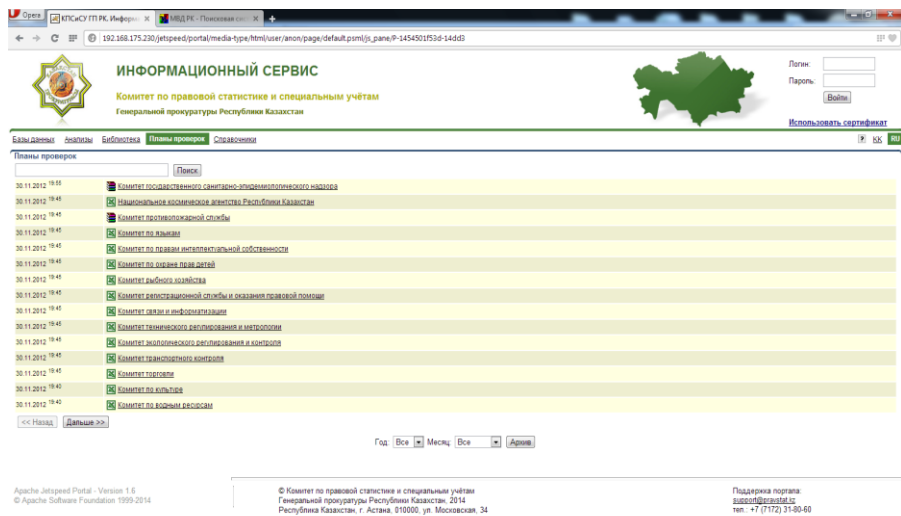 Opera КПСиСУ ГП РК. Информ МВД РК - Поисковая сис
192.168.175.230/jetspeed/portal/media-type/html/user/anon/page/default.psml/js_pane/P-1454501f53d-14dd3
ИНФОРМАЦИОННЫЙ СЕРВИС
Комитет по правовой статистике и специальным учётам
Генеральной прокуратуры Республики Казахстан
Логин:
Пароль:
Войти
Использовать сертификат
Базы данных Анализы Библиотека Планы проверок Справочники ? KK RU
Планы проверок
Поиск
30.11.2012 19:55 Комитет государственного санитарно-эпидемиологического надзора
30.11.2012 19:45 Национальное космическое агентство Республики Казахстан
30.11.2012 19:45 Комитет противопожарной службы
30.11.2012 19:45 Комитет по языкам
30.11.2012 19:45 Комитет по правам интеллектуальной собственности
30.11.2012 19:45 Комитет по охране прав детей
30.11.2012 19:45 Комитет рыбного хозяйства
30.11.2012 19:45 Комитет регистрационной службы и оказания правовой помощи
30.11.2012 19:45 Комитет связи и информатизации
30.11.2012 19:45 Комитет технического регулирования и метрологии
30.11.2012 19:45 Комитет экологического регулирования и контроля
30.11.2012 19:45 Комитет транспортного контроля
30.11.2012 19:45 Комитет торговли
30.11.2012 19:40 Комитет по культуре
30.11.2012 19:40 Комитет по водным ресурсам
<< Назад Дальше >>
Год: Все Месяц: Все Архив
Apache Jetspeed Portal - Version 1.6
© Apache Software Foundation 1999-2014
© Комитет по правовой статистике и специальным учётам
Генеральной прокуратуры Республики Казахстан, 2014
Республика Казахстан, г. Астана, 010000, ул. Московская, 34
Поддержка портала:
support@pravstat.kz
тел.: +7 (7172) 31-80-60